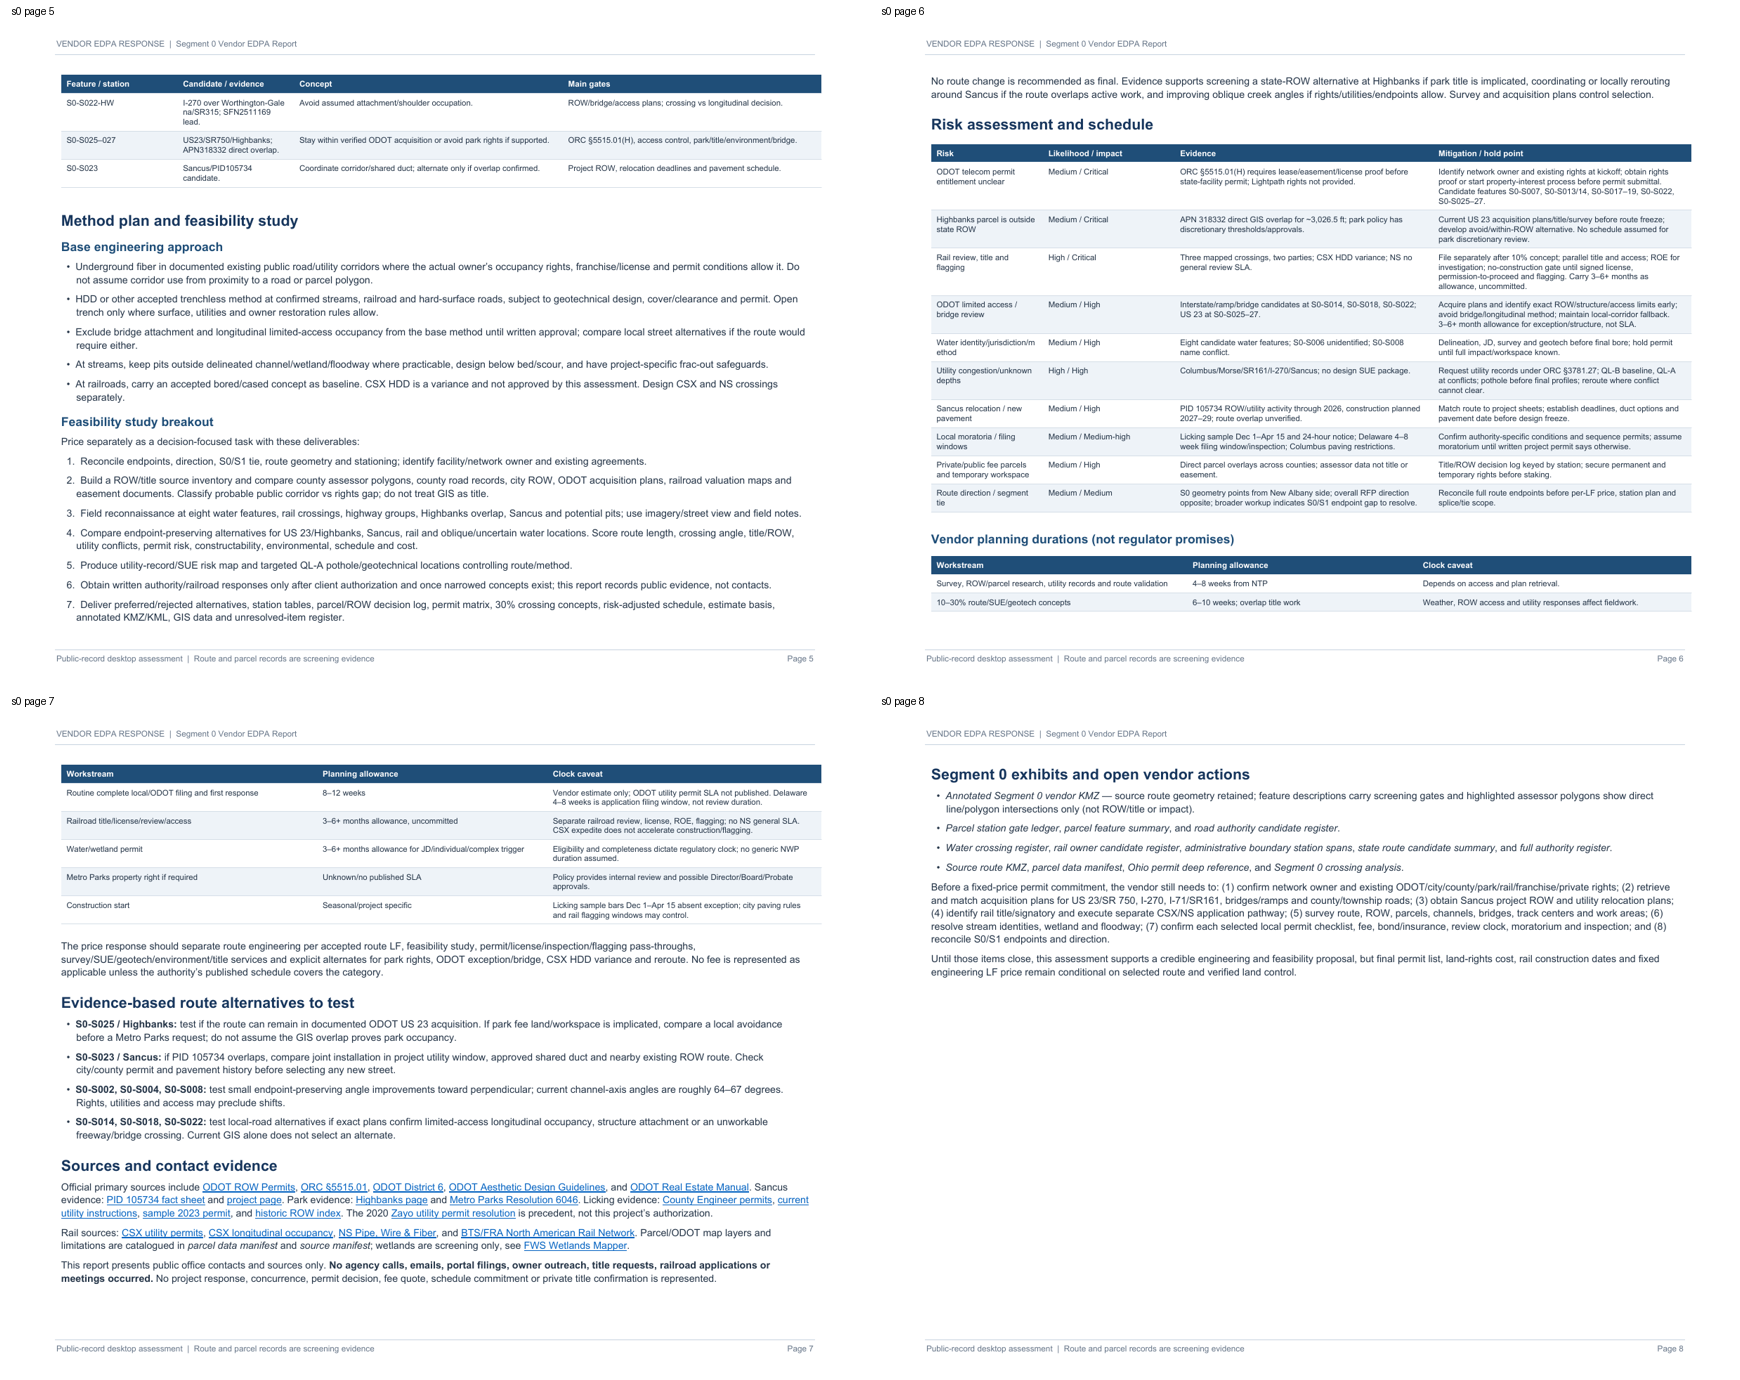 s0 page 5
VENDOR EDPA RESPONSE | Segment 0 Vendor EDPA Report
Feature / station Candidate / evidence Concept Main gates
S0-S022-HW I-270 over Worthington-Gale Avoid assumed attachment/shoulder occupation. ROW/bridge/access plans; crossing vs longitudinal decision.
na/SR315; SFN2511169
lead.
S0-S025–027 US23/SR750/Highbanks; Stay within verified ODOT acquisition or avoid park rights if supported. ORC §5515.01(H), access control, park/title/environment/bridge.
APN318332 direct overlap.
S0-S023 Sancus/PID105734 Coordinate corridor/shared duct; alternate only if overlap confirmed. Project ROW, relocation deadlines and pavement schedule.
candidate.
Method plan and feasibility study
Base engineering approach
• Underground fiber in documented existing public road/utility corridors where the actual owner's occupancy rights, franchise/license and permit conditions allow it. Do
not assume corridor use from proximity to a road or parcel polygon.
• HDD or other accepted trenchless method at confirmed streams, railroad and hard-surface roads, subject to geotechnical design, cover/clearance and permit. Open
trench only where surface, utilities and owner restoration rules allow.
• Exclude bridge attachment and longitudinal limited-access occupancy from the base method until written approval; compare local street alternatives if the route would
require either.
• At streams, keep pits outside delineated channel/wetland/floodway where practicable, design below bed/scour, and have project-specific frac-out safeguards.
• At railroads, carry an accepted bored/cased concept as baseline. CSX HDD is a variance and not approved by this assessment. Design CSX and NS crossings
separately.
Feasibility study breakout
Price separately as a decision-focused task with these deliverables:
1. Reconcile endpoints, direction, S0/S1 tie, route geometry and stationing; identify facility/network owner and existing agreements.
2. Build a ROW/title source inventory and compare county assessor polygons, county road records, city ROW, ODOT acquisition plans, railroad valuation maps and
easement documents. Classify probable public corridor vs rights gap; do not treat GIS as title.
3. Field reconnaissance at eight water features, rail crossings, highway groups, Highbanks overlap, Sancus and potential pits; use imagery/street view and field notes.
4. Compare endpoint-preserving alternatives for US 23/Highbanks, Sancus, rail and oblique/uncertain water locations. Score route length, crossing angle, title/ROW,
utility conflicts, permit risk, constructability, environmental, schedule and cost.
5. Produce utility-record/SUE risk map and targeted QL-A pothole/geotechnical locations controlling route/method.
6. Obtain written authority/railroad responses only after client authorization and once narrowed concepts exist; this report records public evidence, not contacts.
7. Deliver preferred/rejected alternatives, station tables, parcel/ROW decision log, permit matrix, 30% crossing concepts, risk-adjusted schedule, estimate basis,
annotated KMZ/KML, GIS data and unresolved-item register.
Public-record desktop assessment | Route and parcel records are screening evidence Page 5
s0 page 6
VENDOR EDPA RESPONSE | Segment 0 Vendor EDPA Report
No route change is recommended as final. Evidence supports screening a state-ROW alternative at Highbanks if park title is implicated, coordinating or locally rerouting
around Sancus if the route overlaps active work, and improving oblique creek angles if rights/utilities/endpoints allow. Survey and acquisition plans control selection.
Risk assessment and schedule
Risk Likelihood / impact Evidence Mitigation / hold point
ODOT telecom permit Medium / Critical ORC §5515.01(H) requires lease/easement/license proof before Identify network owner and existing rights at kickoff; obtain rights
entitlement unclear state-facility permit; Lightpath rights not provided. proof or start property-interest process before permit submittal.
Candidate features S0-S007, S0-S013/14, S0-S017–19, S0-S022,
S0-S025–27.
Highbanks parcel is outside Medium / Critical APN 318332 direct GIS overlap for ~3,026.5 ft; park policy has Current US 23 acquisition plans/title/survey before route freeze;
state ROW discretionary thresholds/approvals. develop avoid/within-ROW alternative. No schedule assumed for
park discretionary review.
Rail review, title and High / Critical Three mapped crossings, two parties; CSX HDD variance; NS no File separately after 10% concept; parallel title and access; ROE for
flagging general review SLA. investigation; no-construction gate until signed license,
permission-to-proceed and flagging. Carry 3–6+ months as
allowance, uncommitted.
ODOT limited access / Medium / High Interstate/ramp/bridge candidates at S0-S014, S0-S018, S0-S022; Acquire plans and identify exact ROW/structure/access limits early;
bridge review US 23 at S0-S025-27. avoid bridge/longitudinal method; maintain local-corridor fallback.
3–6+ month allowance for exception/structure, not SLA.
Water identity/jurisdiction/m Medium / High Eight candidate water features; S0-S006 unidentified; S0-S008 Delineation, JD, survey and geotech before final bore; hold permit
ethod name conflict. until full impact/workspace known.
Utility congestion/unknown High / High Columbus/Morse/SR161/I-270/Sancus; no design SUE package. Request utility records under ORC §3781.27; QL-B baseline, QL-A
depths at conflicts; pothole before final profiles; reroute where conflict
cannot clear.
Sancus relocation / new Medium / High PID 105734 ROW/utility activity through 2026, construction planned Match route to project sheets; establish deadlines, duct options and
pavement 2027–29; route overlap unverified. pavement date before design freeze.
Local moratoria / filing Medium / Medium-high Licking sample Dec 1–Apr 15 and 24-hour notice; Delaware 4–8 Confirm authority-specific conditions and sequence permits; assume
windows week filing window/inspection; Columbus paving restrictions. moratorium until written project permit says otherwise.
Private/public fee parcels Medium / High Direct parcel overlays across counties; assessor data not title or Title/ROW decision log keyed by station; secure permanent and
and temporary workspace easement. temporary rights before staking.
Route direction / segment Medium / Medium S0 geometry points from New Albany side; overall RFP direction Reconcile full route endpoints before per-LF price, station plan and
tie opposite; broader workup indicates S0/S1 endpoint gap to resolve. splice/tie scope.
Vendor planning durations (not regulator promises)
Workstream Planning allowance Clock caveat
Survey, ROW/parcel research, utility records and route validation 4–8 weeks from NTP Depends on access and plan retrieval.
10–30% route/SUE/geotech concepts 6–10 weeks; overlap title work Weather, ROW access and utility responses affect fieldwork.
Public-record desktop assessment | Route and parcel records are screening evidence Page 6
s0 page 7
VENDOR EDPA RESPONSE | Segment 0 Vendor EDPA Report
Workstream Planning allowance Clock caveat
Routine complete local/ODOT filing and first response 8–12 weeks Vendor estimate only; ODOT utility permit SLA not published. Delaware
4–8 weeks is application filing window, not review duration.
Railroad title/license/review/access 3–6+ months allowance, uncommitted Separate railroad review, license, ROE, flagging; no NS general SLA.
CSX expedite does not accelerate construction/flagging.
Water/wetland permit 3–6+ months allowance for JD/individual/complex trigger Eligibility and completeness dictate regulatory clock; no generic NWP
duration assumed.
Metro Parks property right if required Unknown/no published SLA Policy provides internal review and possible Director/Board/Probate
approvals.
Construction start Seasonal/project specific Licking sample bars Dec 1–Apr 15 absent exception; city paving rules
and rail flagging windows may control.
The price response should separate route engineering per accepted route LF, feasibility study, permit/license/inspection/flagging pass-throughs,
survey/SUE/geotech/environment/title services and explicit alternates for park rights, ODOT exception/bridge, CSX HDD variance and reroute. No fee is represented as
applicable unless the authority's published schedule covers the category.
Evidence-based route alternatives to test
• S0-S025 / Highbanks: test if the route can remain in documented ODOT US 23 acquisition. If park fee land/workspace is implicated, compare a local avoidance
before a Metro Parks request; do not assume the GIS overlap proves park occupancy.
• S0-S023 / Sancus: if PID 105734 overlaps, compare joint installation in project utility window, approved shared duct and nearby existing ROW route. Check
city/county permit and pavement history before selecting any new street.
• S0-S002, S0-S004, S0-S008: test small endpoint-preserving angle improvements toward perpendicular; current channel-axis angles are roughly 64–67 degrees.
Rights, utilities and access may preclude shifts.
• S0-S014, S0-S018, S0-S022: test local-road alternatives if exact plans confirm limited-access longitudinal occupancy, structure attachment or an unworkable
freeway/bridge crossing. Current GIS alone does not select an alternate.
Sources and contact evidence
Official primary sources include ODOT ROW Permits, ORC §5515.01, ODOT District 6, ODOT Aesthetic Design Guidelines, and ODOT Real Estate Manual. Sancus
evidence: PID 105734 fact sheet and project page. Park evidence: Highbanks page and Metro Parks Resolution 6046. Licking evidence: County Engineer permits, current
utility instructions, sample 2023 permit, and historic ROW index. The 2020 Zayo utility permit resolution is precedent, not this project's authorization.
Rail sources: CSX utility permits, CSX longitudinal occupancy, NS Pipe, Wire & Fiber, and BTS/FRA North American Rail Network. Parcel/ODOT map layers and
limitations are catalogued in parcel data manifest and source manifest; wetlands are screening only, see FWS Wetlands Mapper.
This report presents public office contacts and sources only. No agency calls, emails, portal filings, owner outreach, title requests, railroad applications or
meetings occurred. No project response, concurrence, permit decision, fee quote, schedule commitment or private title confirmation is represented.
Public-record desktop assessment | Route and parcel records are screening evidence Page 7
s0 page 8
VENDOR EDPA RESPONSE | Segment 0 Vendor EDPA Report
Segment 0 exhibits and open vendor actions
• Annotated Segment 0 vendor KMZ — source route geometry retained; feature descriptions carry screening gates and highlighted assessor polygons show direct
line/polygon intersections only (not ROW/title or impact).
• Parcel station gate ledger, parcel feature summary, and road authority candidate register.
• Water crossing register, rail owner candidate register, administrative boundary station spans, state route candidate summary, and full authority register.
• Source route KMZ, parcel data manifest, Ohio permit deep reference, and Segment 0 crossing analysis.
Before a fixed-price permit commitment, the vendor still needs to: (1) confirm network owner and existing ODOT/city/county/park/rail/franchise/private rights; (2) retrieve
and match acquisition plans for US 23/SR 750, I-270, I-71/SR161, bridges/ramps and county/township roads; (3) obtain Sancus project ROW and utility relocation plans;
(4) identify rail title/signatory and execute separate CSX/NS application pathway; (5) survey route, ROW, parcels, channels, bridges, track centers and work areas; (6)
resolve stream identities, wetland and floodway; (7) confirm each selected local permit checklist, fee, bond/insurance, review clock, moratorium and inspection; and (8)
reconcile S0/S1 endpoints and direction.
Until those items close, this assessment supports a credible engineering and feasibility proposal, but final permit list, land-rights cost, rail construction dates and fixed
engineering LF price remain conditional on selected route and verified land control.
Public-record desktop assessment | Route and parcel records are screening evidence Page 8